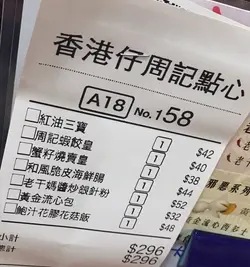 香港仔周記點心
A18 No.158
紅油三寶 1 $42
周記蝦餃皇 1 $40
蟹籽燒賣皇 1 $38
和風脆皮海鮮腸 1 $44
老干媽醬炒銀針粉 1 $52
黃金流心包 1 $32
鮑汁花膠花菇飯 1 $48
小計 $296
$296